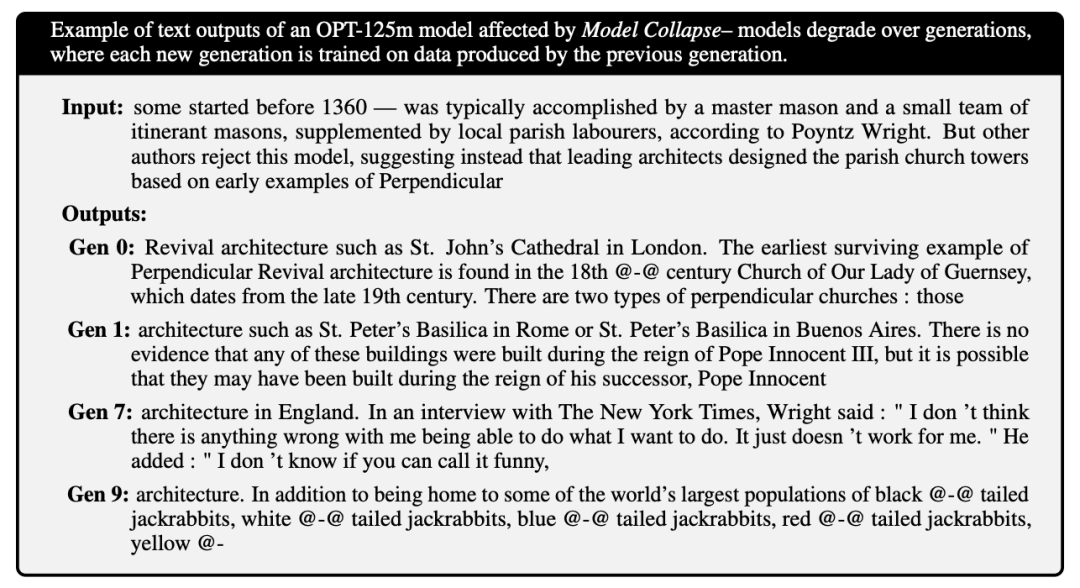 Example of text outputs of an OPT-125m model affected by Model Collapse– models degrade over generations,
where each new generation is trained on data produced by the previous generation.
Input: some started before 1360 — was typically accomplished by a master mason and a small team of
itinerant masons, supplemented by local parish labourers, according to Poyntz Wright. But other
authors reject this model, suggesting instead that leading architects designed the parish church towers
based on early examples of Perpendicular
Outputs:
Gen 0: Revival architecture such as St. John’s Cathedral in London. The earliest surviving example of
Perpendicular Revival architecture is found in the 18th @-@ century Church of Our Lady of Guernsey,
which dates from the late 19th century. There are two types of perpendicular churches : those
Gen 1: architecture such as St. Peter’s Basilica in Rome or St. Peter’s Basilica in Buenos Aires. There is no
evidence that any of these buildings were built during the reign of Pope Innocent III, but it is possible
that they may have been built during the reign of his successor, Pope Innocent
Gen 7: architecture in England. In an interview with The New York Times, Wright said : " I don ’t think
there is anything wrong with me being able to do what I want to do. It just doesn ’t work for me. " He
added : " I don ’t know if you can call it funny,
Gen 9: architecture. In addition to being home to some of the world’s largest populations of black @-@ tailed
jackrabbits, white @-@ tailed jackrabbits, blue @-@ tailed jackrabbits, red @-@ tailed jackrabbits,
yellow @-